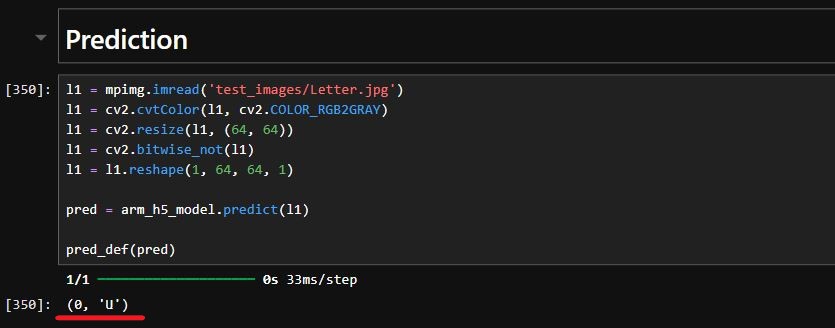 Prediction
[350]:
l1 = mpimg.imread('test_images/Letter.jpg')
l1 = cv2.cvtColor(l1, cv2.COLOR_RGB2GRAY)
l1 = cv2.resize(l1, (64, 64))
l1 = cv2.bitwise_not(l1)
l1 = l1.reshape(1, 64, 64, 1)
pred = arm_h5_model.predict(l1)
pred_def(pred)
1/1 ━━━━━━━━━━━━━━━━━━━━ 0s 33ms/step
[350]: (0, 'Ա')